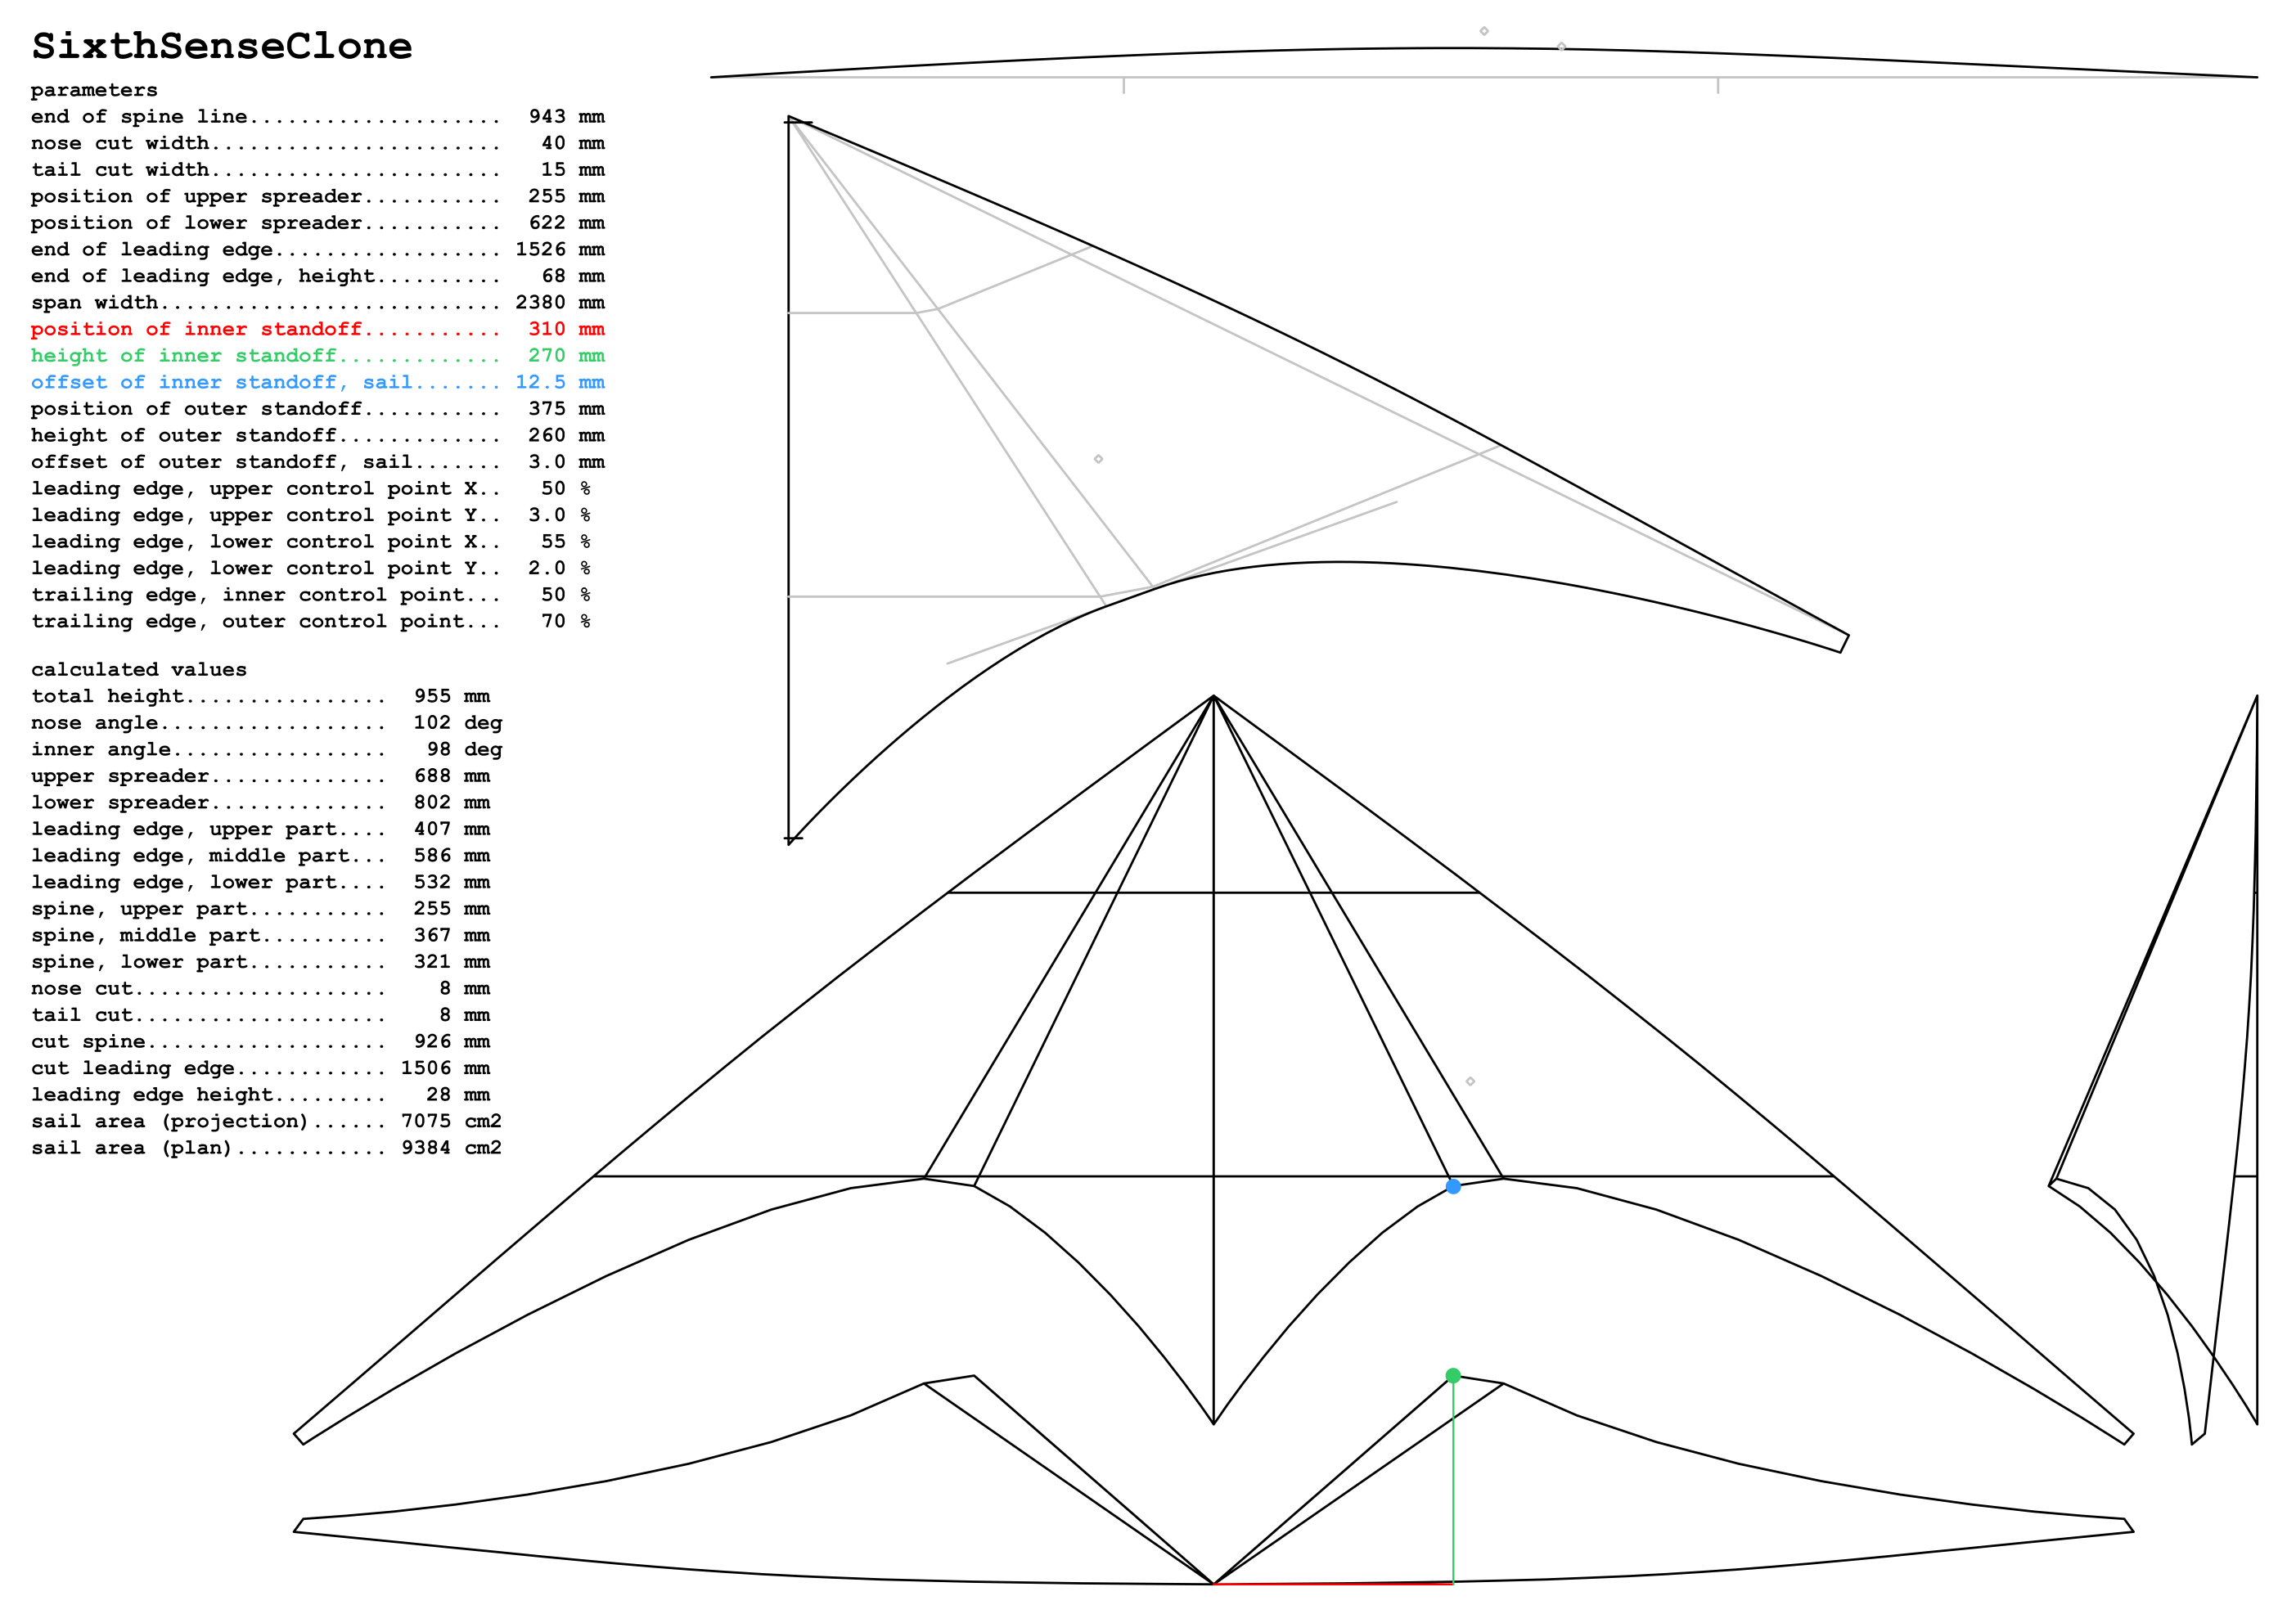 SixthSenseClone
parameters
end of spine line.................... 943 mm
nose cut width....................... 40 mm
tail cut width....................... 15 mm
position of upper spreader........... 255 mm
position of lower spreader........... 622 mm
end of leading edge.................. 1526 mm
end of leading edge, height.......... 68 mm
span width........................... 2380 mm
position of inner standoff........... 310 mm
height of inner standoff............. 270 mm
offset of inner standoff, sail....... 12.5 mm
position of outer standoff........... 375 mm
height of outer standoff............. 260 mm
offset of outer standoff, sail....... 3.0 mm
leading edge, upper control point X.. 50 %
leading edge, upper control point Y.. 3.0 %
leading edge, lower control point X.. 55 %
leading edge, lower control point Y.. 2.0 %
trailing edge, inner control point... 50 %
trailing edge, outer control point... 70 %
calculated values
total height................ 955 mm
nose angle.................. 102 deg
inner angle................. 98 deg
upper spreader.............. 688 mm
lower spreader.............. 802 mm
leading edge, upper part.... 407 mm
leading edge, middle part... 586 mm
leading edge, lower part.... 532 mm
spine, upper part........... 255 mm
spine, middle part.......... 367 mm
spine, lower part........... 321 mm
nose cut.................... 8 mm
tail cut.................... 8 mm
cut spine................... 926 mm
cut leading edge............ 1506 mm
leading edge height......... 28 mm
sail area (projection)...... 7075 cm2
sail area (plan)............ 9384 cm2